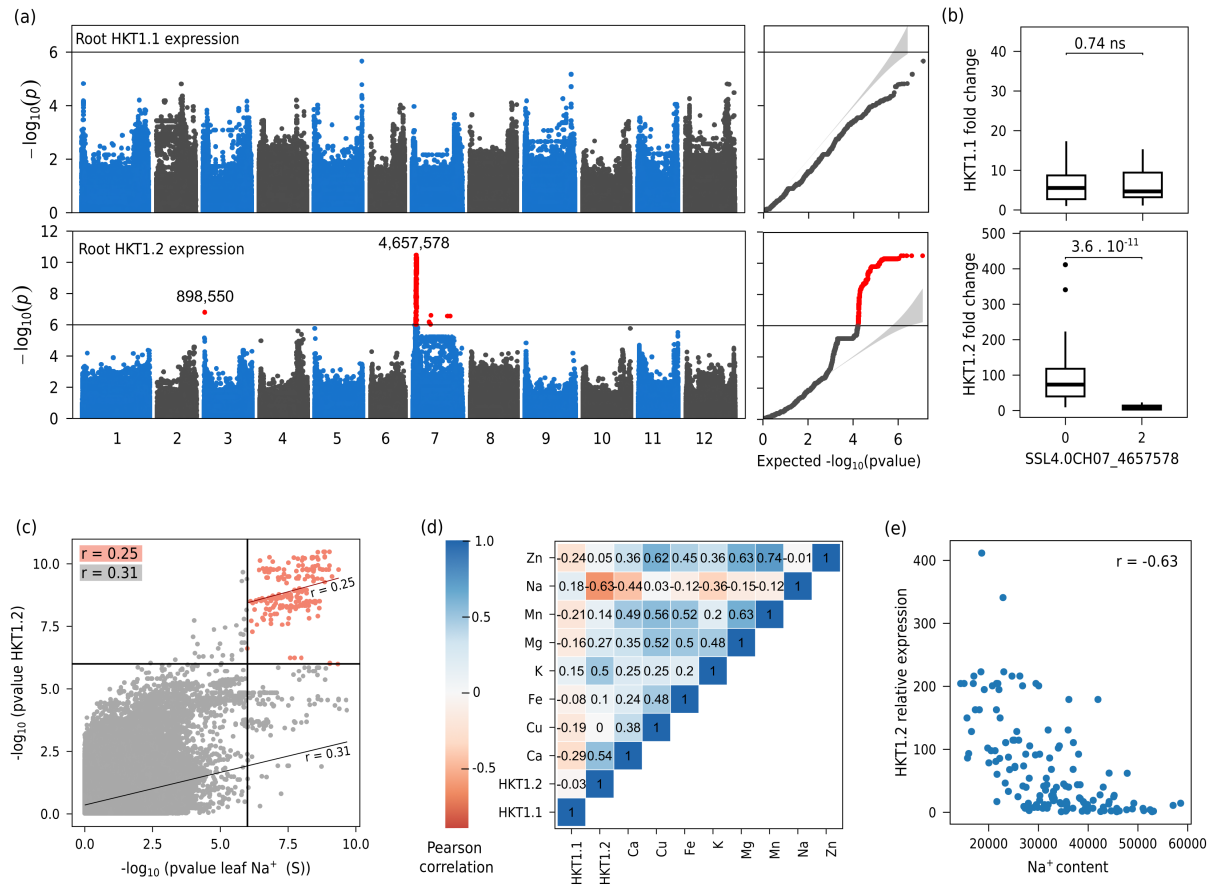 (a)
Root HKT1.1 expression
− log10(p)
6
4
2
0
Root HKT1.2 expression
898,550
4,657,578
− log10(p)
12
10
8
6
4
2
0
1 2 3 4 5 6 7 8 9 10 11 12
0 2 4 6
Expected -log10(pvalue)
(b)
0.74 ns
HKT1.1 fold change
40
30
20
10
0
3.6 . 10-11
HKT1.2 fold change
500
400
300
200
100
0
0 2
SSL4.0CH07_4657578
(c)
r = 0.25
r = 0.31
r = 0.25
r = 0.31
-log10 (pvalue HKT1.2)
10.0
7.5
5.0
2.5
0.0
0.0 2.5 5.0 7.5 10.0
-log10 (pvalue leaf Na+ (S))
(d)
1.0
0.5
0
-0.5
Pearson
correlation
Zn -0.24 0.05 0.36 0.62 0.45 0.36 0.63 0.74 -0.01 1
Na 0.18 -0.63 -0.44 0.03 -0.12 -0.36 -0.15 -0.12 1
Mn -0.21 0.14 0.49 0.56 0.52 0.2 0.63 1
Mg -0.16 0.27 0.35 0.52 0.5 0.48 1
K 0.15 0.5 0.25 0.25 0.2 1
Fe -0.08 0.1 0.24 0.48 1
Cu -0.19 0 0.38 1
Ca -0.29 0.54 1
HKT1.2 -0.03 1
HKT1.1 1
HKT1.1 HKT1.2 Ca Cu Fe K Mg Mn Na Zn
(e)
r = -0.63
HKT1.2 relative expression
400
300
200
100
0
20000 30000 40000 50000 60000
Na+ content